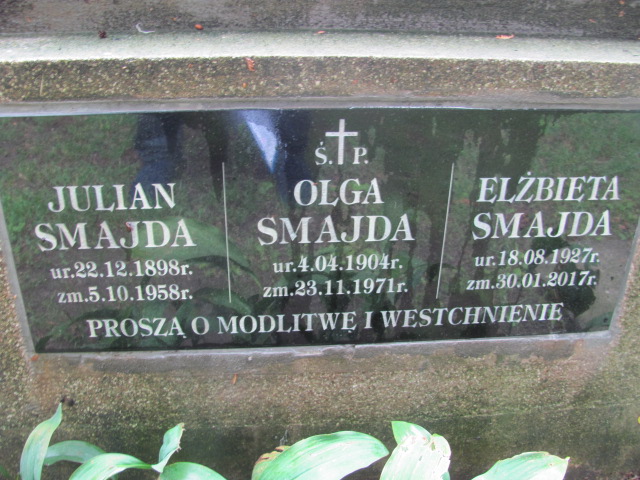 Ś. P.
JULIAN
SMAJDA
ur.22.12.1898r.
zm.5.10.1958r.
OLGA
SMAJDA
ur.4.04.1904r.
zm.23.11.1971r.
ELŻBIETA
SMAJDA
ur.18.08.1927r.
zm.30.01.2017r.
PROSZĄ O MODLITWĘ I WESTCHNIENIE